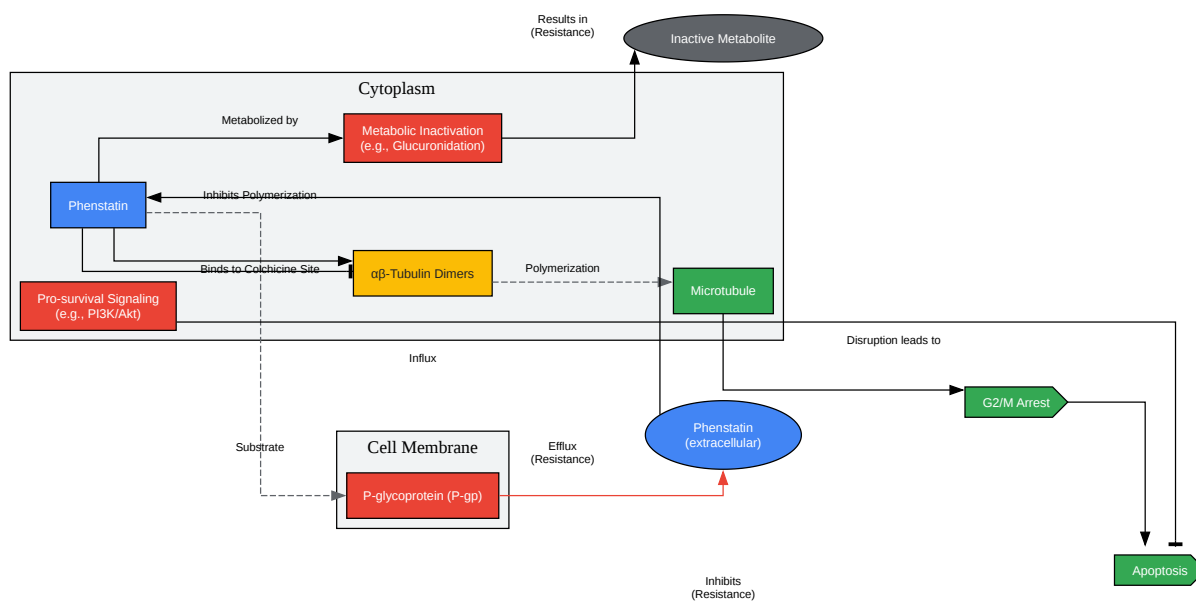 Results in
(Resistance)
Inactive Metabolite
Cytoplasm
Metabolized by
Metabolic Inactivation
(e.g., Glucuronidation)
Phenstatin
Inhibits Polymerization
Binds to Colchicine Site
αβ-Tubulin Dimers
Polymerization
Microtubule
Pro-survival Signaling
(e.g., PI3K/Akt)
Influx
Disruption leads to
G2/M Arrest
Phenstatin
(extracellular)
Substrate
Cell Membrane
Efflux
(Resistance)
P-glycoprotein (P-gp)
Apoptosis
Inhibits
(Resistance)